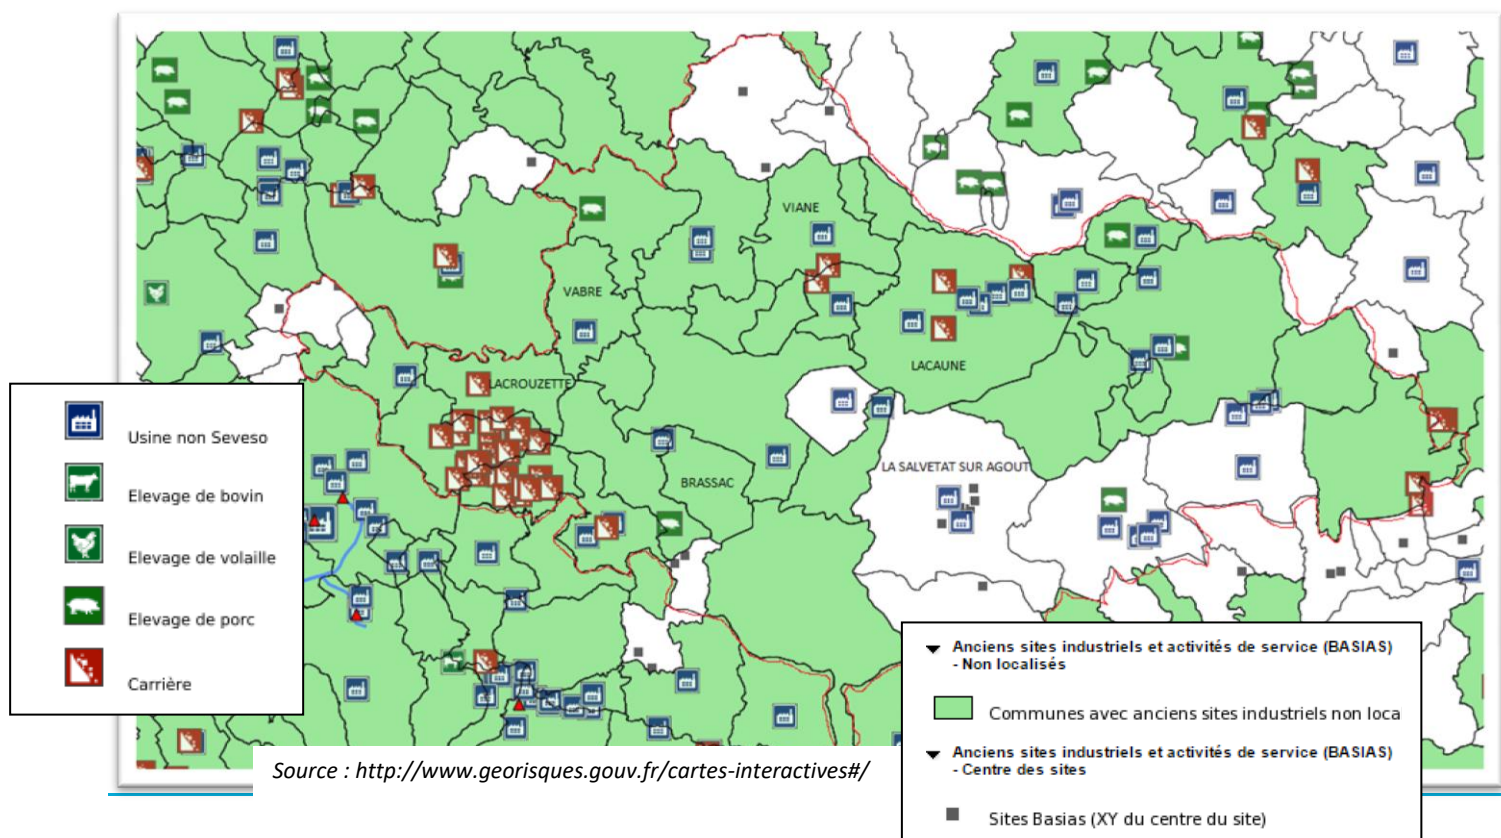 VIANE
VABRE
LACAUNE
LACROUZETTE
LA SALVETAT SUR AGOUT
BRASSAC
Usine non Seveso
Elevage de bovin
Elevage de volaille
Elevage de porc
Carrière
Anciens sites industriels et activités de service (BASIAS)
- Non localisés
Communes avec anciens sites industriels non loca
Anciens sites industriels et activités de service (BASIAS)
- Centre des sites
Sites Basias (XY du centre du site)
Source : http://www.georisques.gouv.fr/cartes-interactives#/